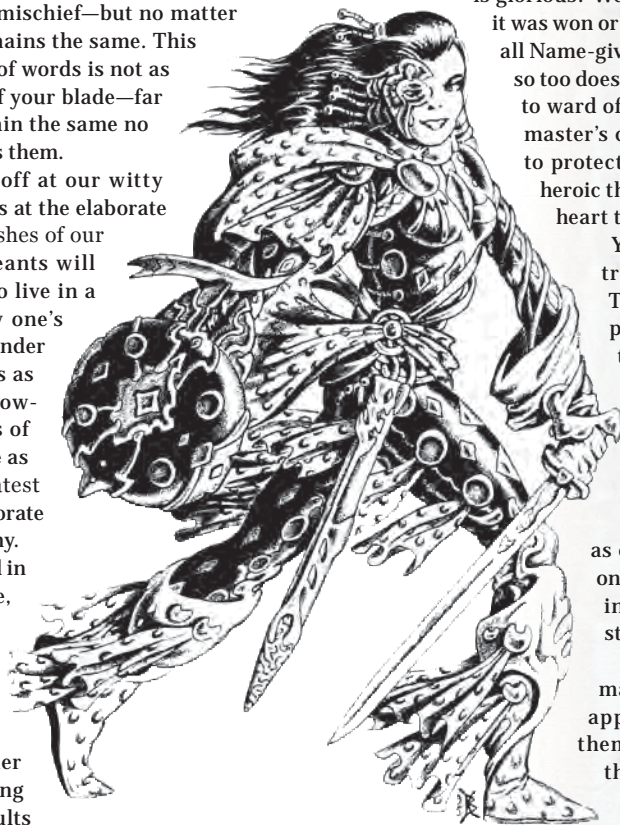 mischief—but no matter
mains the same. This
of words is not as
f your blade—far
in the same no
s them.
off at our witty
s at the elaborate
shes of our
eants will
o live in a
y one's
nder
s as
ow-
s of
e as
atest
orate
ny.
l in
e,
er
ng
ults
is glorious?
it was won or
all Name-giv
so too does
to ward of
master's c
to protect
heroic th
heart t
Y
tr
T
p
t
as
on
in
st
ma
app
then
th